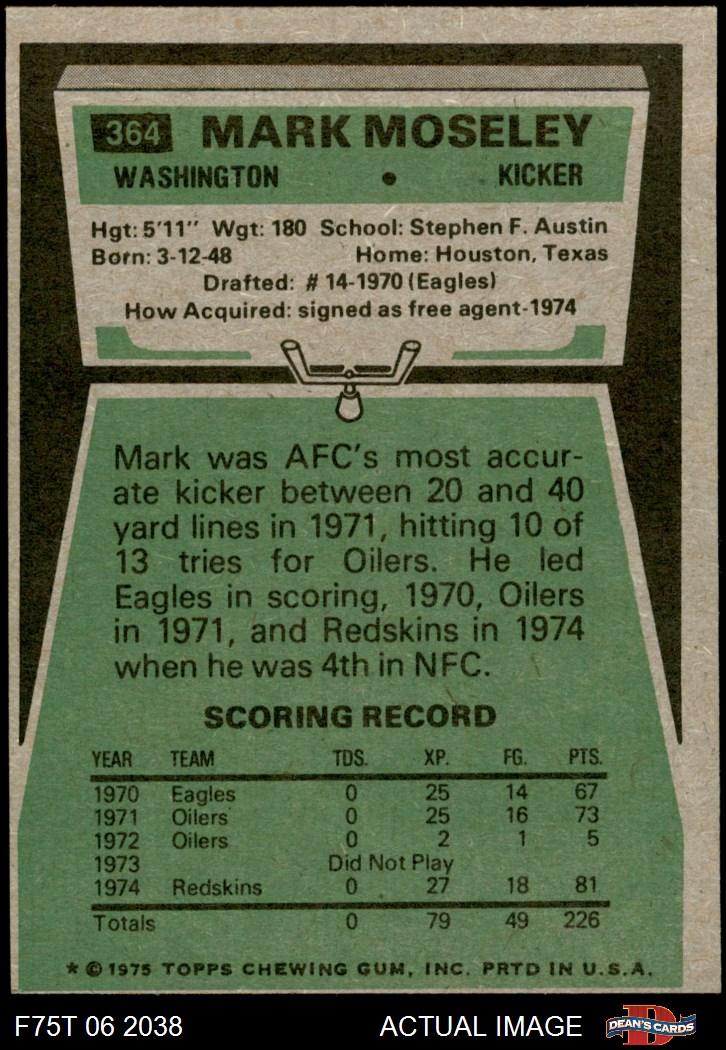 364 MARK MOSELEY
WASHINGTON • KICKER
Hgt: 5'11" Wgt: 180 School: Stephen F. Austin
Born: 3-12-48 Home: Houston, Texas
Drafted: # 14-1970 (Eagles)
How Acquired: signed as free agent-1974
Mark was AFC's most accur-
ate kicker between 20 and 40
yard lines in 1971, hitting 10 of
13 tries for Oilers. He led
Eagles in scoring, 1970, Oilers
in 1971, and Redskins in 1974
when he was 4th in NFC.
SCORING RECORD
YEAR TEAM TDS. XP. FG. PTS.
1970 Eagles 0 25 14 67
1971 Oilers 0 25 16 73
1972 Oilers 0 2 1 5
1973 Did Not Play
1974 Redskins 0 27 18 81
Totals 0 79 49 226
* © 1975 TOPPS CHEWING GUM, INC. PRTD IN U.S.A.
F75T 06 2038 ACTUAL IMAGE D DEAN'S CARDS